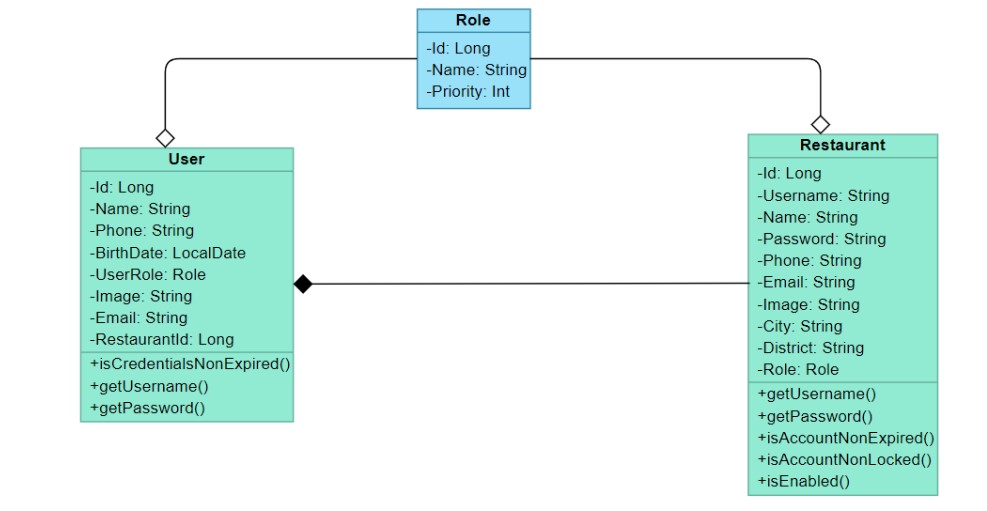 Role
-Id: Long
-Name: String
-Priority: Int
User
-Id: Long
-Name: String
-Phone: String
-BirthDate: LocalDate
-UserRole: Role
-Image: String
-Email: String
-RestaurantId: Long
+isCredentialsNonExpired()
+getUsername()
+getPassword()
Restaurant
-Id: Long
-Username: String
-Name: String
-Password: String
-Phone: String
-Email: String
-Image: String
-City: String
-District: String
-Role: Role
+getUsername()
+getPassword()
+isAccountNonExpired()
+isAccountNonLocked()
+isEnabled()